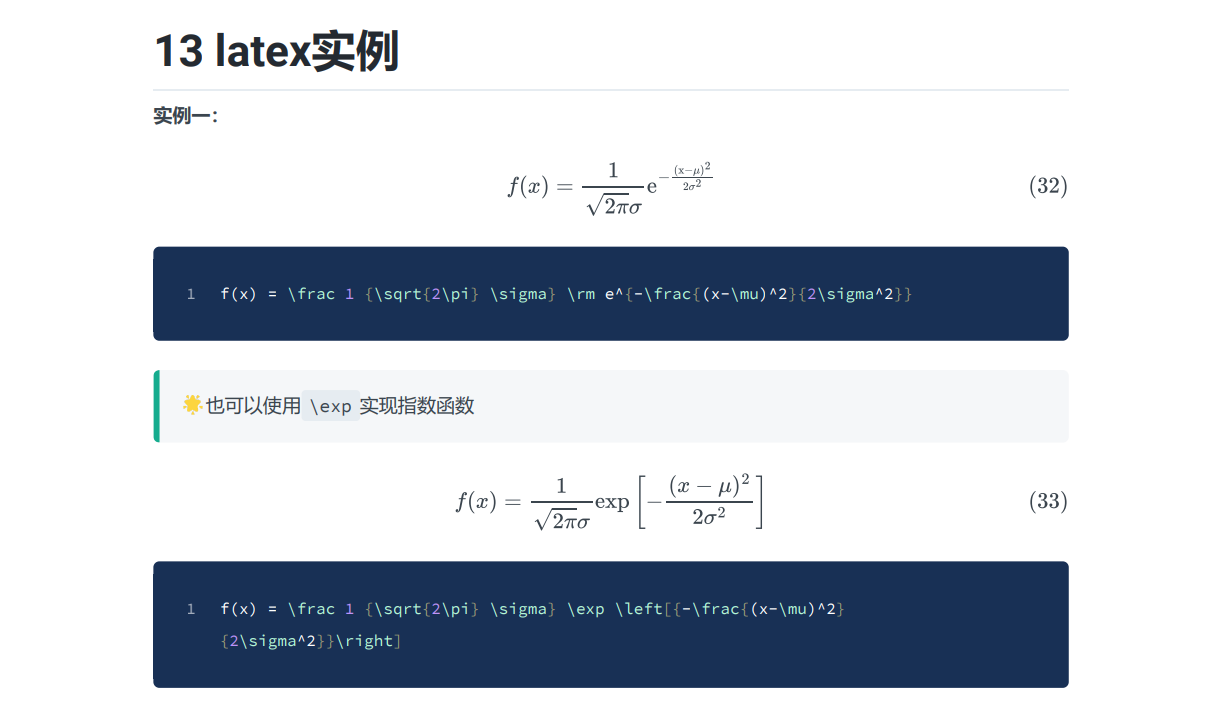 13 latex实例
实例一：
f(x) = \frac{1}{\sqrt{2\pi}\sigma} \mathrm{e}^{-\frac{(\mathrm{x}-\mu)^2}{2\sigma^2}} (32)
1 f(x) = \frac 1 {\sqrt{2\pi} \sigma} \rm e^{-\frac{(x-\mu)^2}{2\sigma^2}}
🌟也可以使用 \exp 实现指数函数
f(x) = \frac{1}{\sqrt{2\pi}\sigma} \exp \left[-\frac{(x-\mu)^2}{2\sigma^2}\right] (33)
1 f(x) = \frac 1 {\sqrt{2\pi} \sigma} \exp \left[{-\frac{(x-\mu)^2}
{2\sigma^2}}\right]